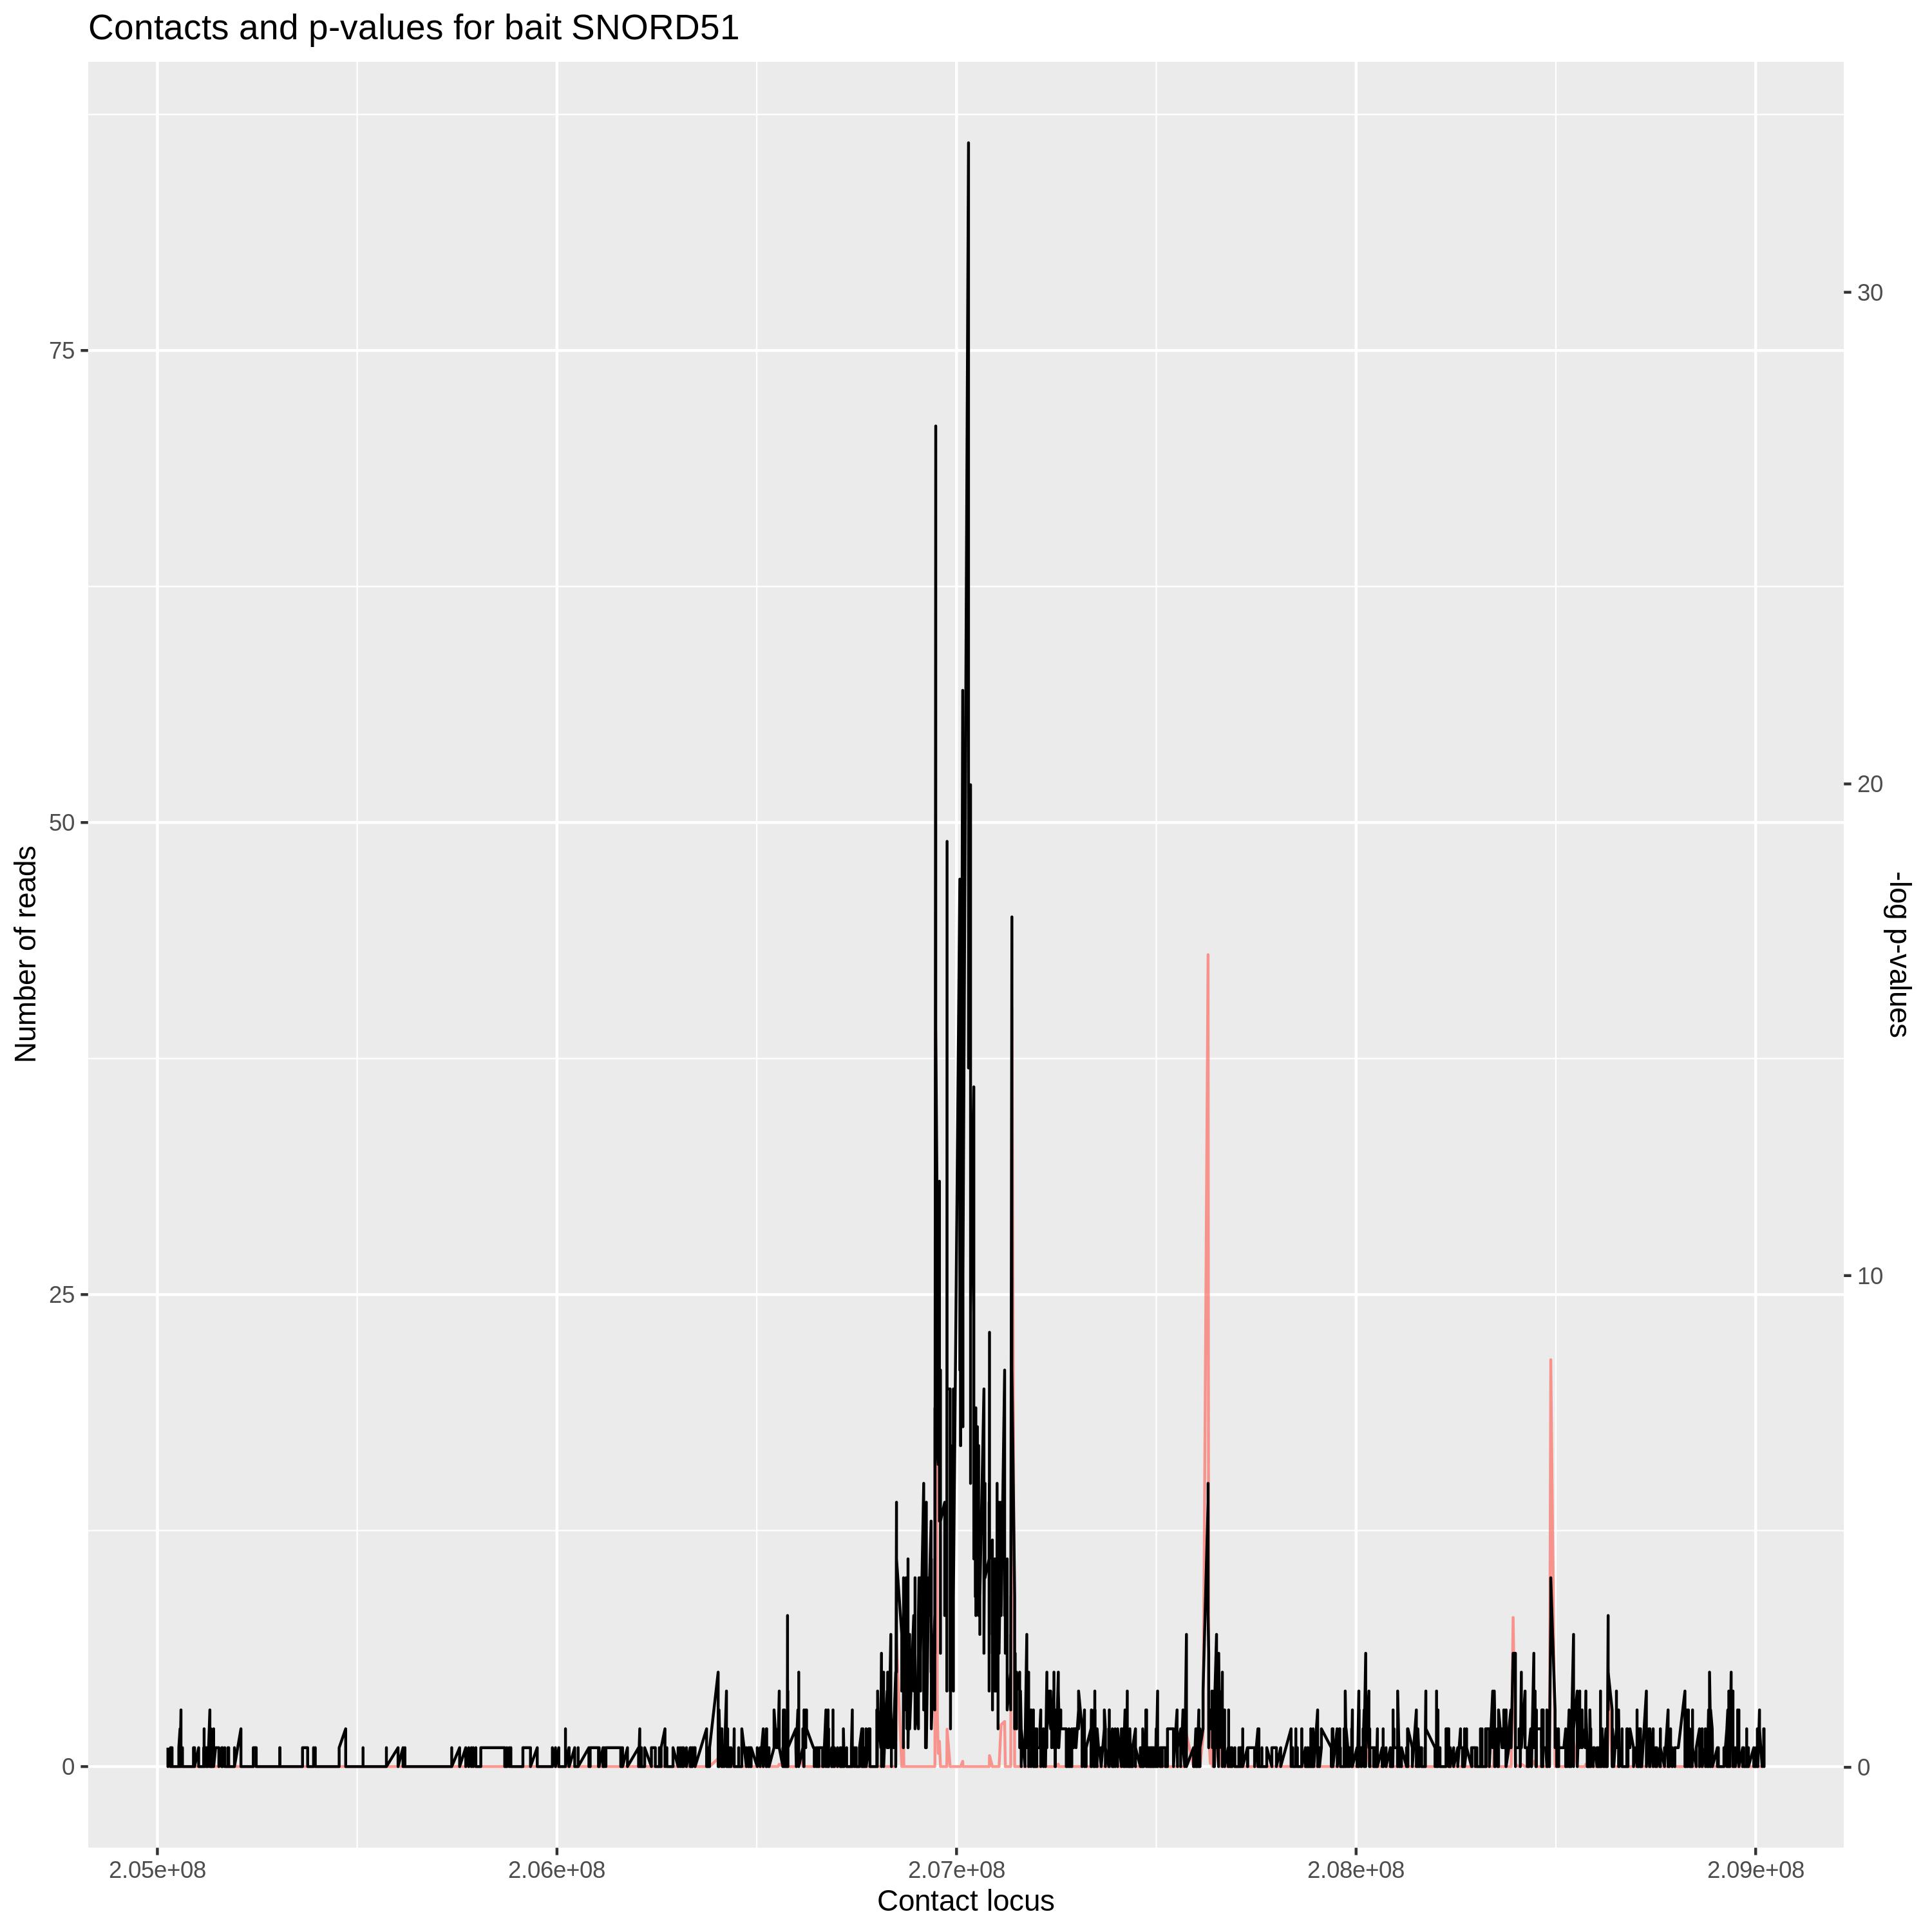 Contacts and p-values for bait SNORD51
Number of reads
75
50
25
0
30
20
10
0
-log p-values
2.05e+08 2.06e+08 2.07e+08 2.08e+08 2.09e+08
Contact locus